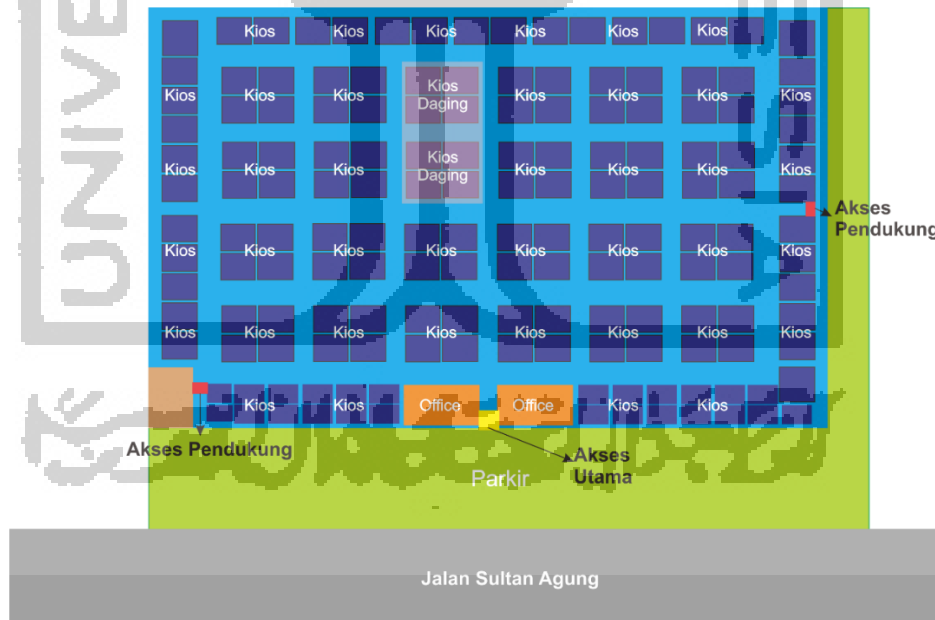 Kios Kios Kios Kios Kios Kios
Kios Kios Kios Kios Daging Kios Kios Kios Kios
Kios Kios Kios Kios Daging Kios Kios Kios Kios
Akses Pendukung
Kios Kios Kios Kios Kios Kios Kios Kios
Kios Kios Kios Kios Kios Kios Kios Kios
Kios Kios Office Office Kios Kios
Akses Pendukung
Akses Utama
Parkir
Jalan Sultan Agung
UNIVE